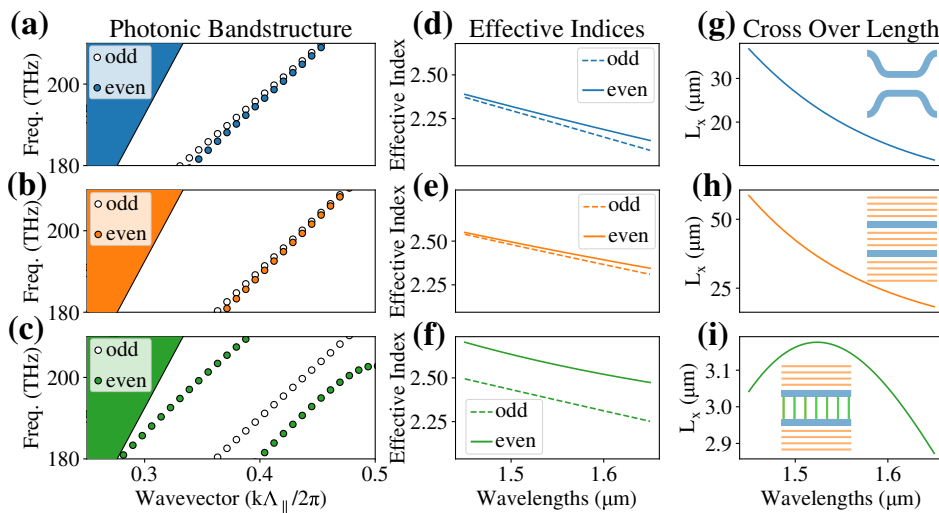 (a) Photonic Bandstructure (d) Effective Indices (g) Cross Over Length
Freq. (THz)
200
180
odd
even
Effective Index
2.50
2.25
odd
even
L_x (μm)
30
20
(b)
Freq. (THz)
200
180
odd
even
(e)
Effective Index
2.50
2.25
odd
even
(h)
L_x (μm)
50
25
(c)
Freq. (THz)
200
180
odd
even
0.3 0.4 0.5
Wavevector (kΛ_∥/2π)
(f)
Effective Index
2.50
2.25
odd
even
1.5 1.6
Wavelengths (μm)
(i)
L_x (μm)
3.1
3.0
2.9
1.5 1.6
Wavelengths (μm)